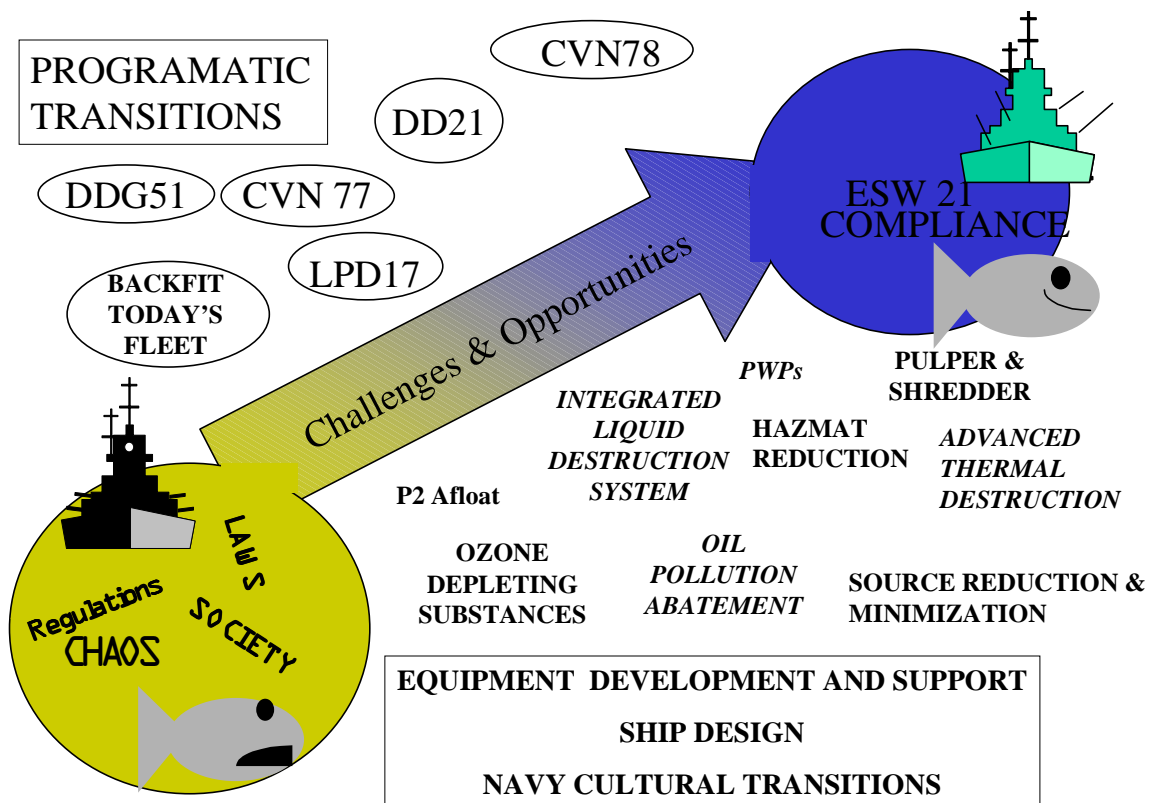 PROGRAMATIC
TRANSITIONS
CVN78
DD21
DDG51
CVN 77
LPD17
BACKFIT
TODAY’S
FLEET
ESW 21
COMPLIANCE
Challenges & Opportunities
PWPs
PULPER &
SHREDDER
INTEGRATED
LIQUID
DESTRUCTION
SYSTEM
HAZMAT
REDUCTION
ADVANCED
THERMAL
DESTRUCTION
P2 Afloat
OZONE
DEPLETING
SUBSTANCES
OIL
POLLUTION
ABATEMENT
SOURCE REDUCTION &
MINIMIZATION
LAWS
Regulations
SOCIETY
CHAOS
EQUIPMENT DEVELOPMENT AND SUPPORT
SHIP DESIGN
NAVY CULTURAL TRANSITIONS